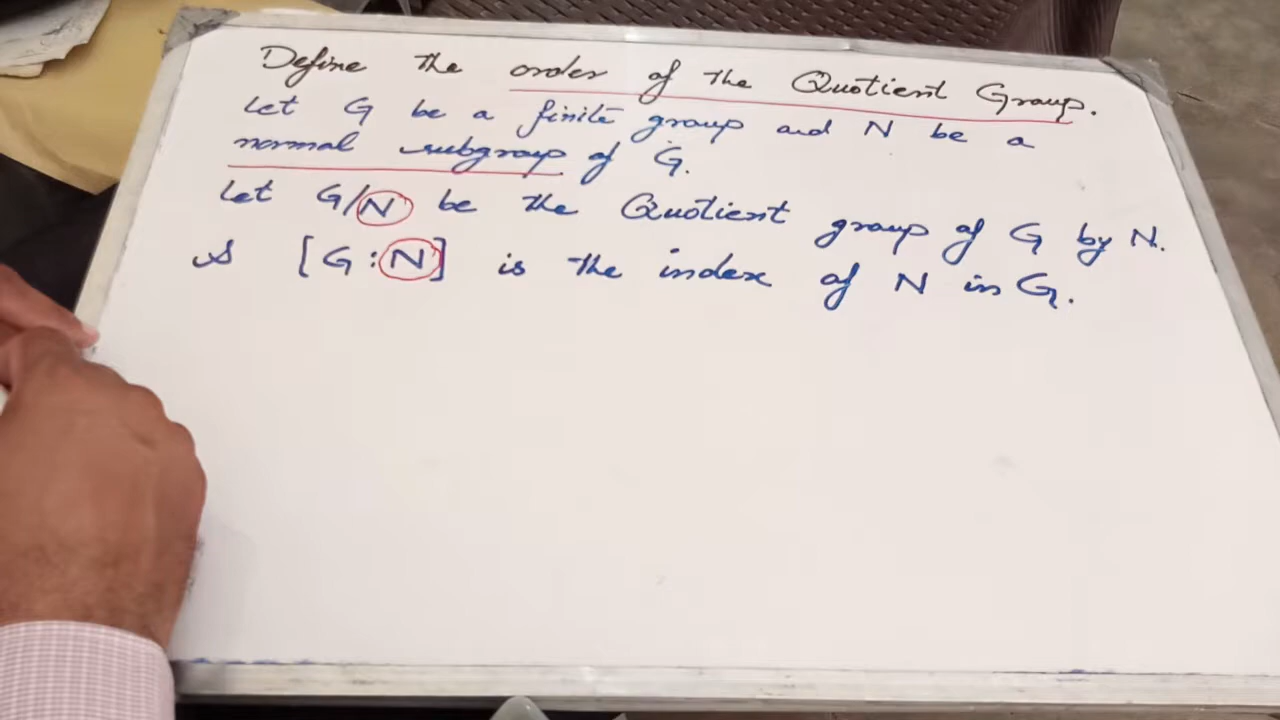 Define the order of the Quotient Group.
Let G be a finite group and N be a
normal subgroup of G.
Let G/N be the Quotient group of G by N.
& [G:N] is the index of N in G.